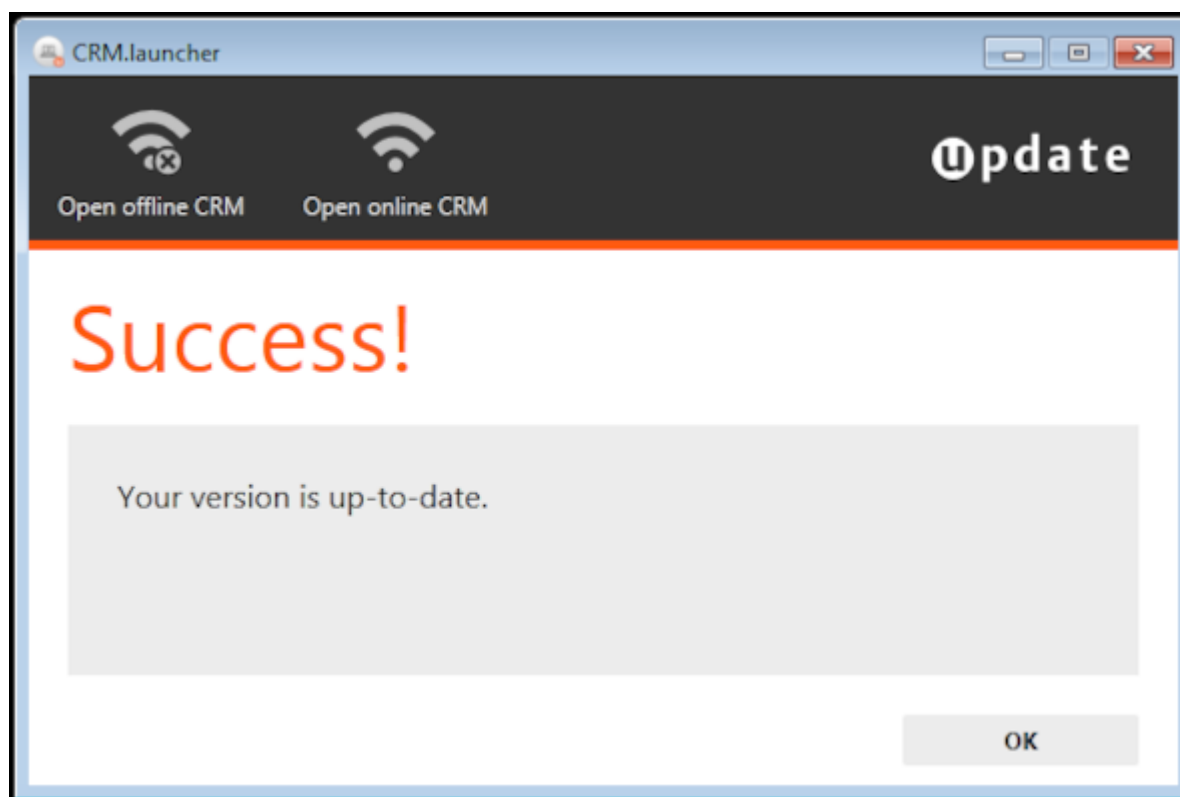 CRM.launcher
update
Open offline CRM
Open online CRM
Success!
Your version is up-to-date.
OK